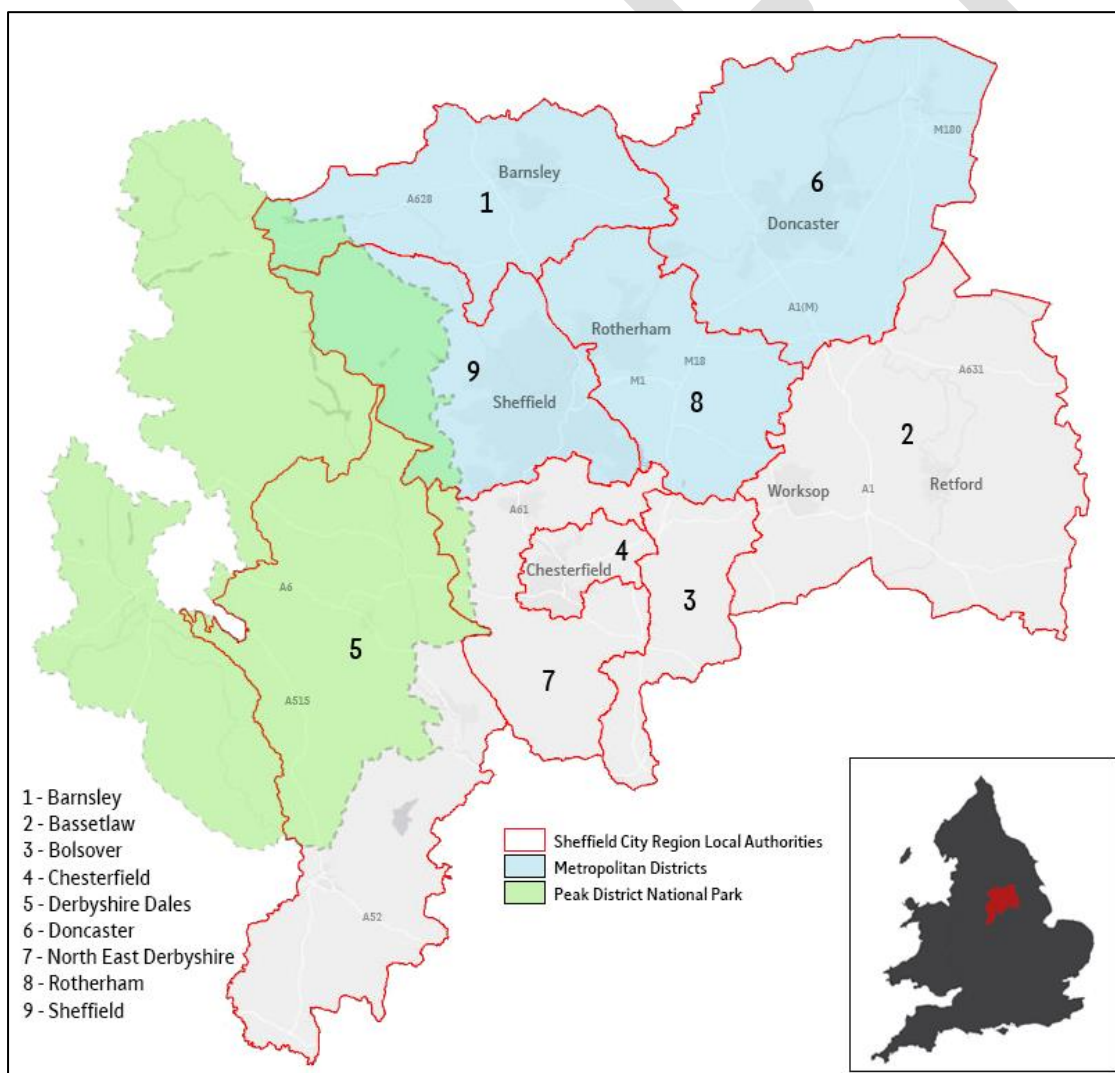 M180
Barnsley
6
A628
1
Doncaster
A1(M)
Rotherham
M18
A631
9
M1
Sheffield
8
2
Worksop
A1
Retford
A61
4
Chesterfield
A6
3
5
7
A515
1 - Barnsley
2 - Bassetlaw
3 - Bolsover
4 - Chesterfield
5 - Derbyshire Dales
6 - Doncaster
7 - North East Derbyshire
8 - Rotherham
9 - Sheffield
A52
Sheffield City Region Local Authorities
Metropolitan Districts
Peak District National Park